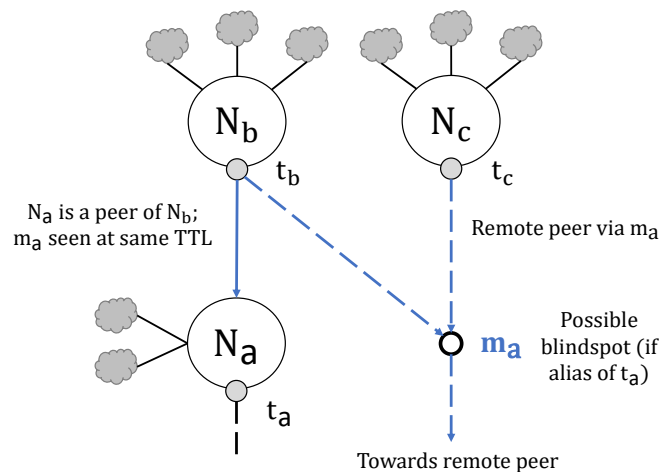 N_b
N_c
t_b
t_c
N_a is a peer of N_b;
m_a seen at same TTL
Remote peer via m_a
N_a
m_a
Possible
blindspot (if
alias of t_a)
t_a
Towards remote peer